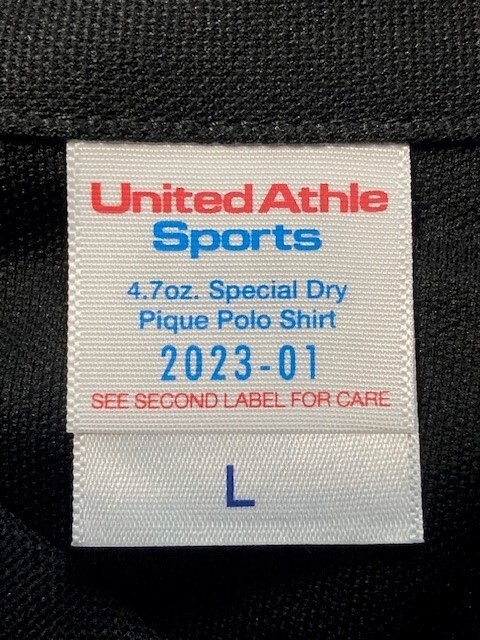 United Athle
Sports
4.7oz. Special Dry
Pique Polo Shirt
2023-01
SEE SECOND LABEL FOR CARE
L